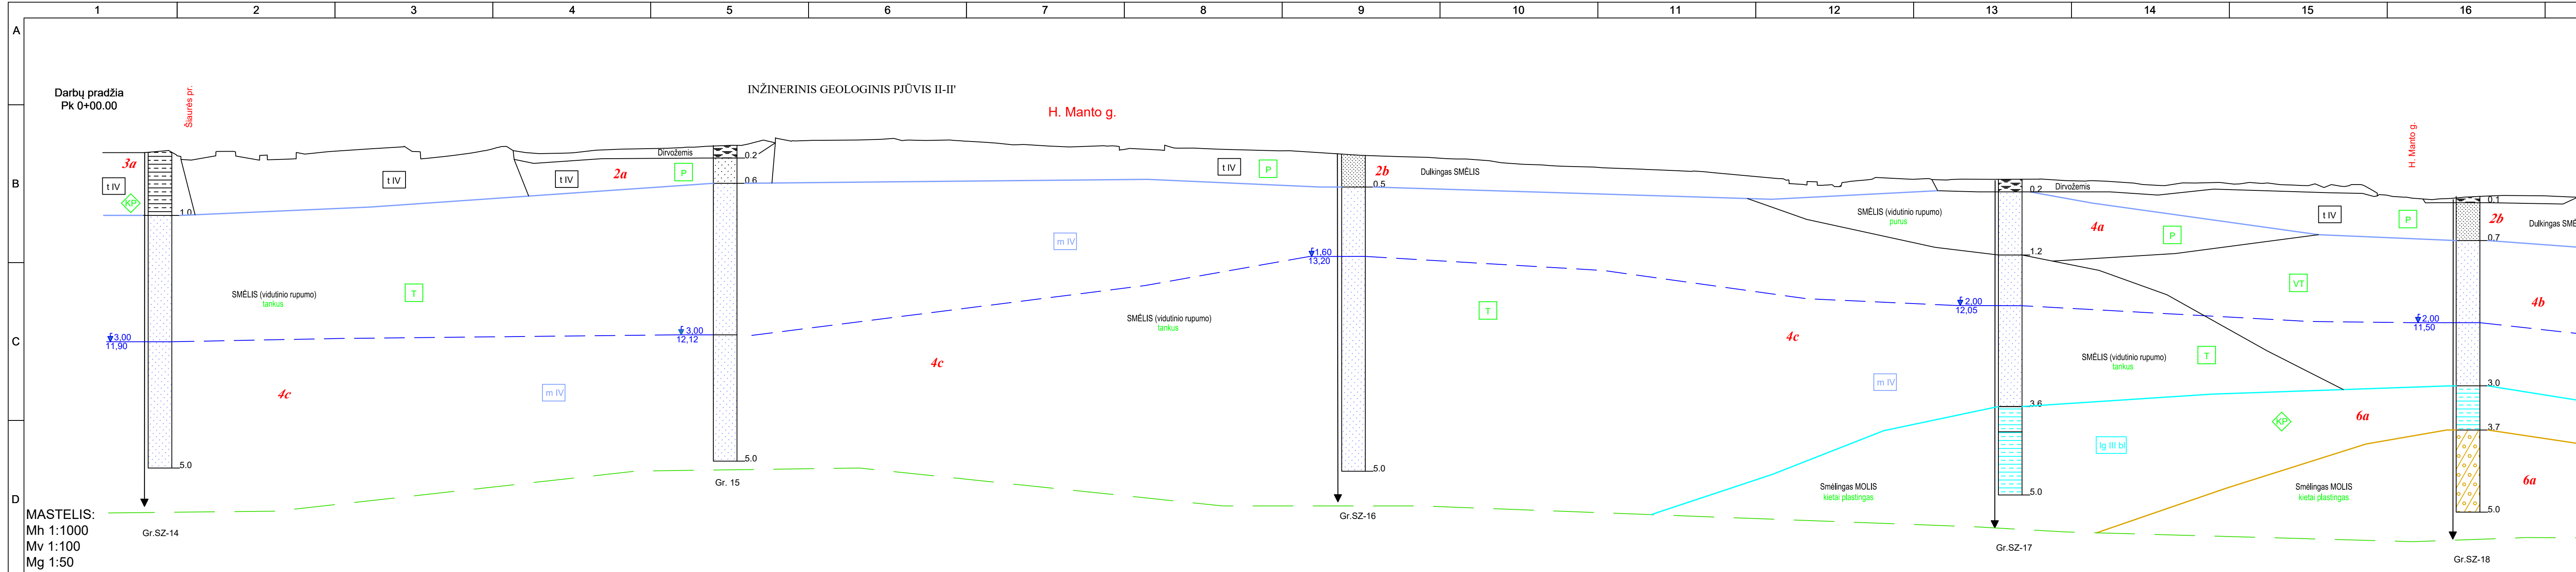 1 2 3 4 5 6 7 8 9 10 11 12 13 14 15 16
A
B
C
D
Darbų pradžia
Pk 0+00.00
Šiaurės pr.
INŽINERINIS GEOLOGINIS PJŪVIS II-II'
H. Manto g.
H. Manto g.
3a
t IV
KP
1.0
t IV
t IV
2a
Dirvožemis
P
0.2
0.6
t IV
P
2b
0.5
Dulkingas SMĖLIS
SMĖLIS (vidutinio rupumo)
purus
0.2
Dirvožemis
4a
P
1.2
t IV
P
0.1
2b
0.7
Dulkingas SMĖ
m IV
1,60
13,20
SMĖLIS (vidutinio rupumo)
tankus
T
3,00
11,90
3,00
12,12
SMĖLIS (vidutinio rupumo)
tankus
T
4c
4c
2,00
12,05
VT
2,00
11,50
4b
4c
m IV
m IV
SMĖLIS (vidutinio rupumo)
tankus
T
3.0
3.6
6a
KP
3.7
lg III bl
5.0
5.0
5.0
5.0
5.0
Smėlingas MOLIS
kietai plastingas
Smėlingas MOLIS
kietai plastingas
6a
Gr.SZ-14
Gr. 15
Gr.SZ-16
Gr.SZ-17
Gr.SZ-18
MASTELIS:
Mh 1:1000
Mv 1:100
Mg 1:50